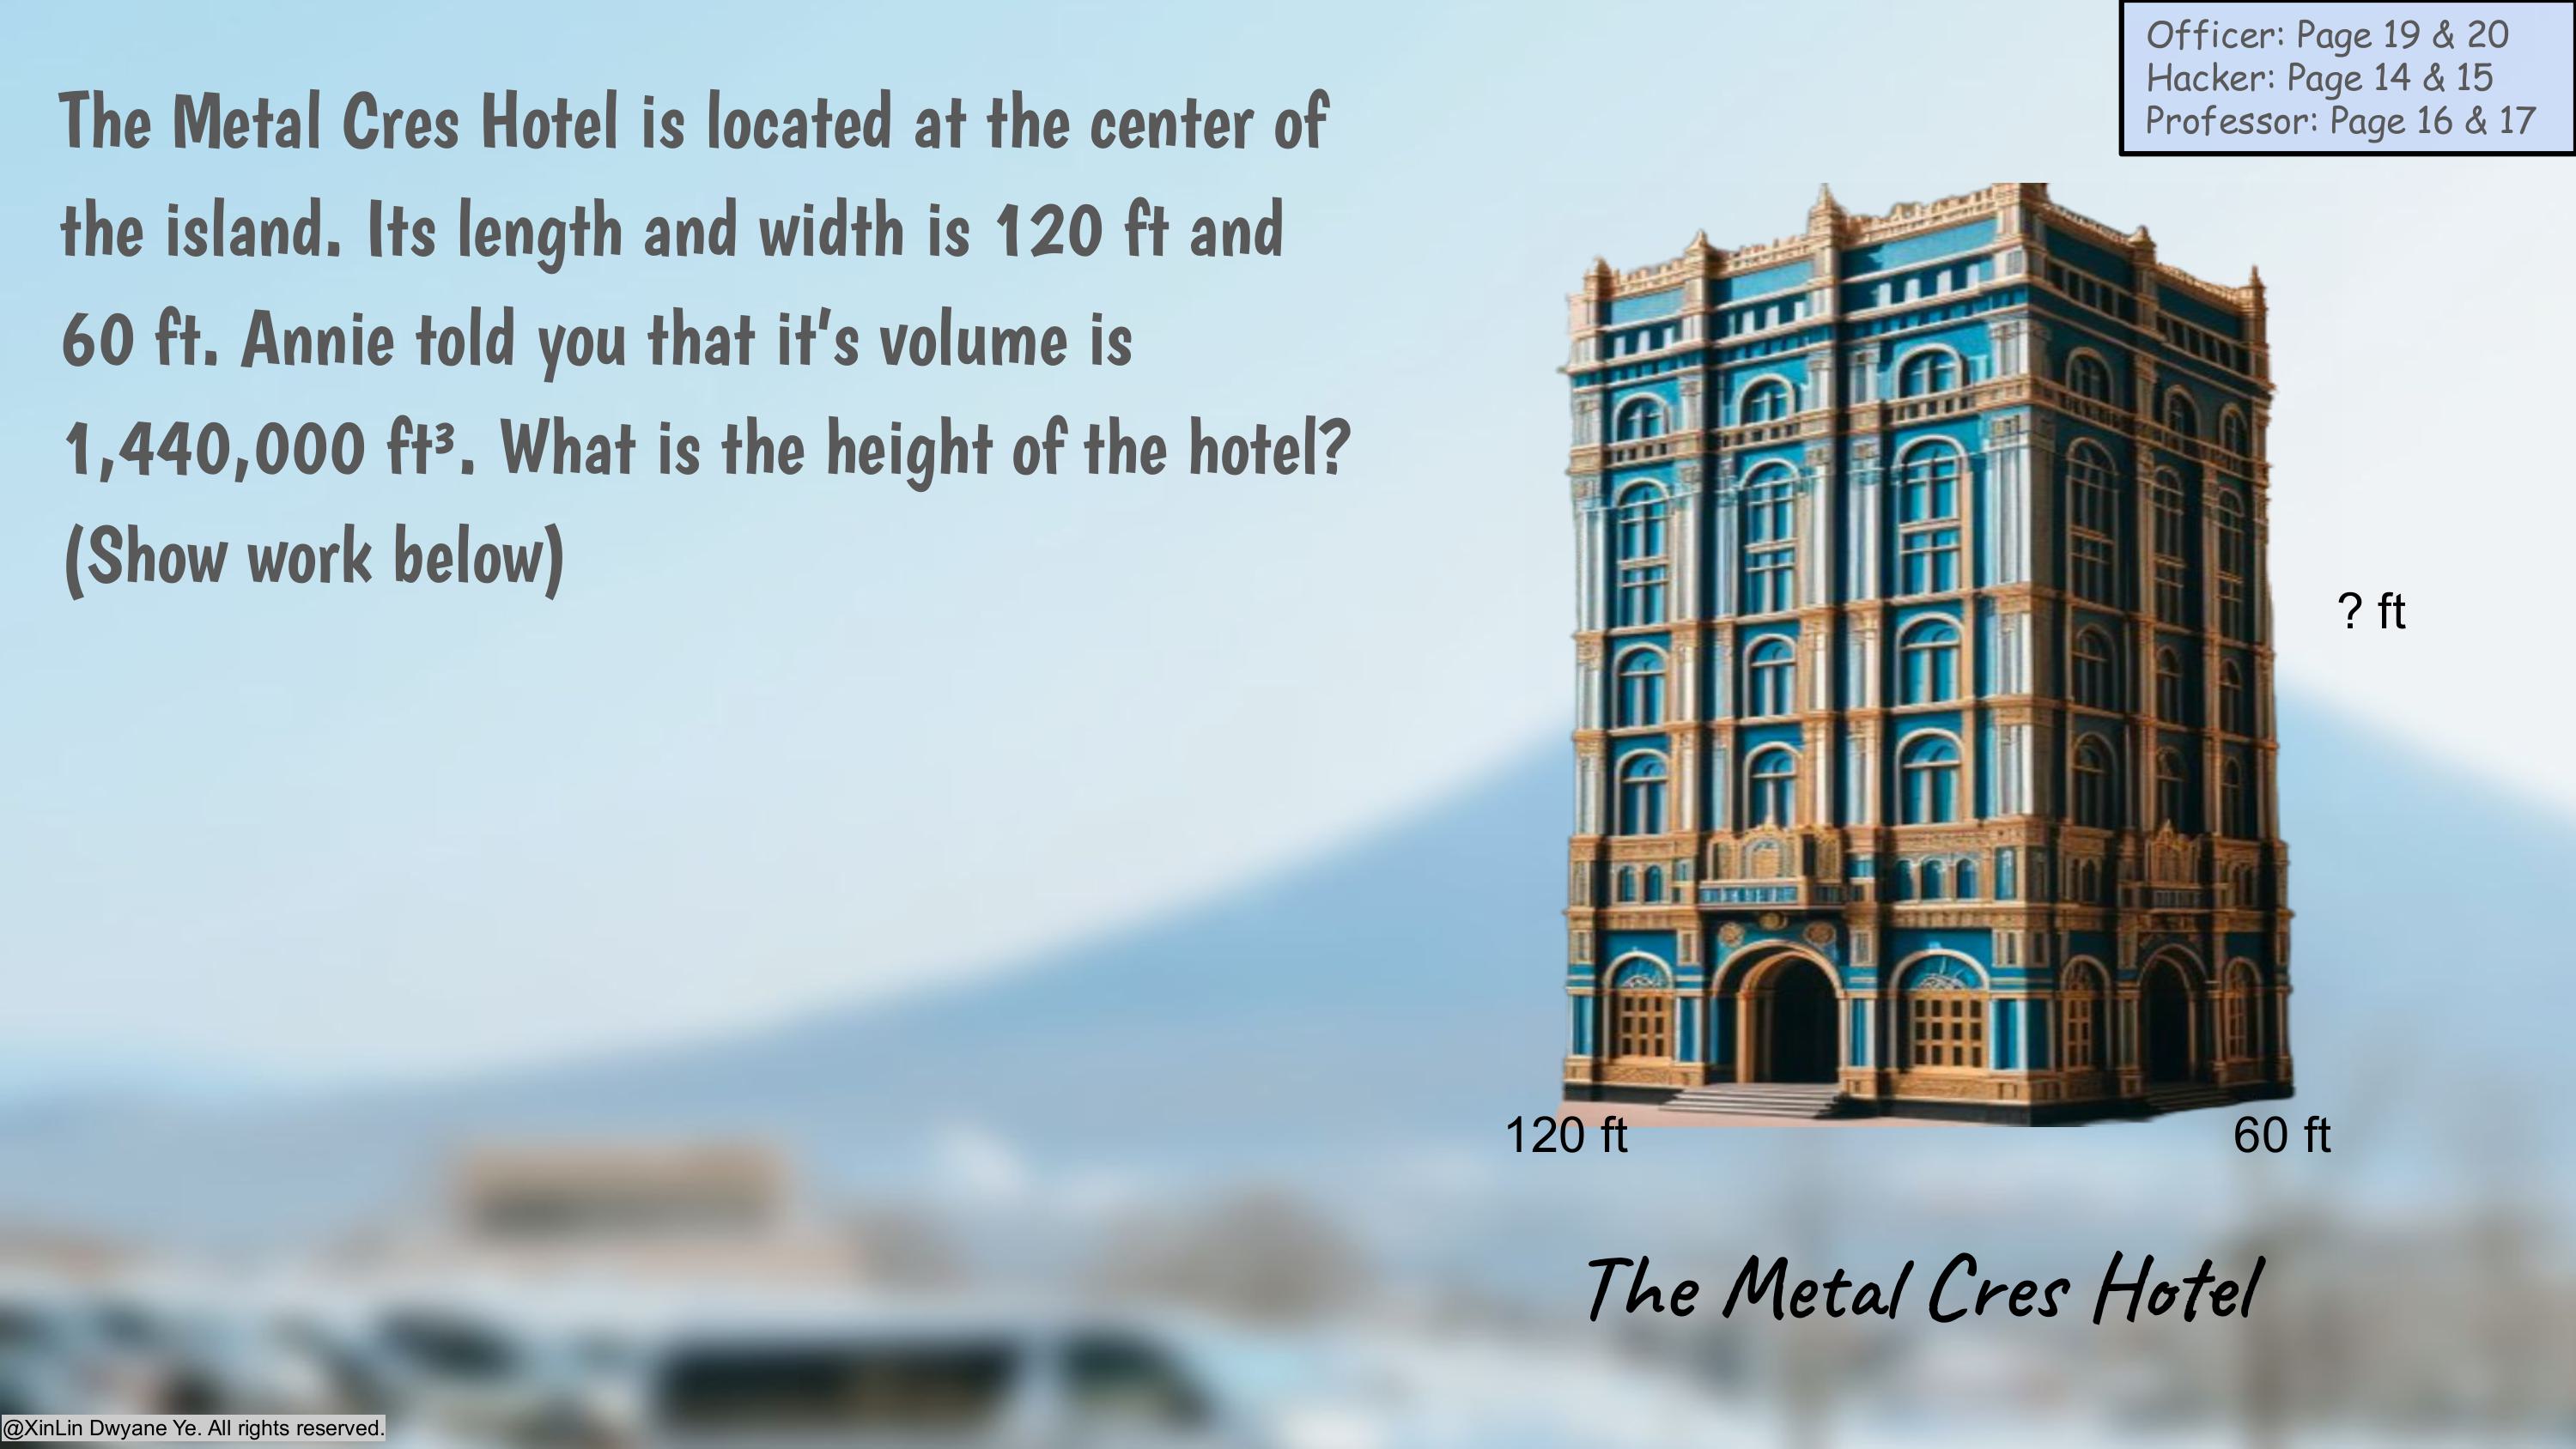 Officer: Page 19 & 20
Hacker: Page 14 & 15
Professor: Page 16 & 17
The Metal Cres Hotel is located at the center of
the island. Its length and width is 120 ft and
60 ft. Annie told you that it's volume is
1,440,000 ft³. What is the height of the hotel?
(Show work below)
? ft
120 ft
60 ft
The Metal Cres Hotel
@XinLin Dwyane Ye. All rights reserved.